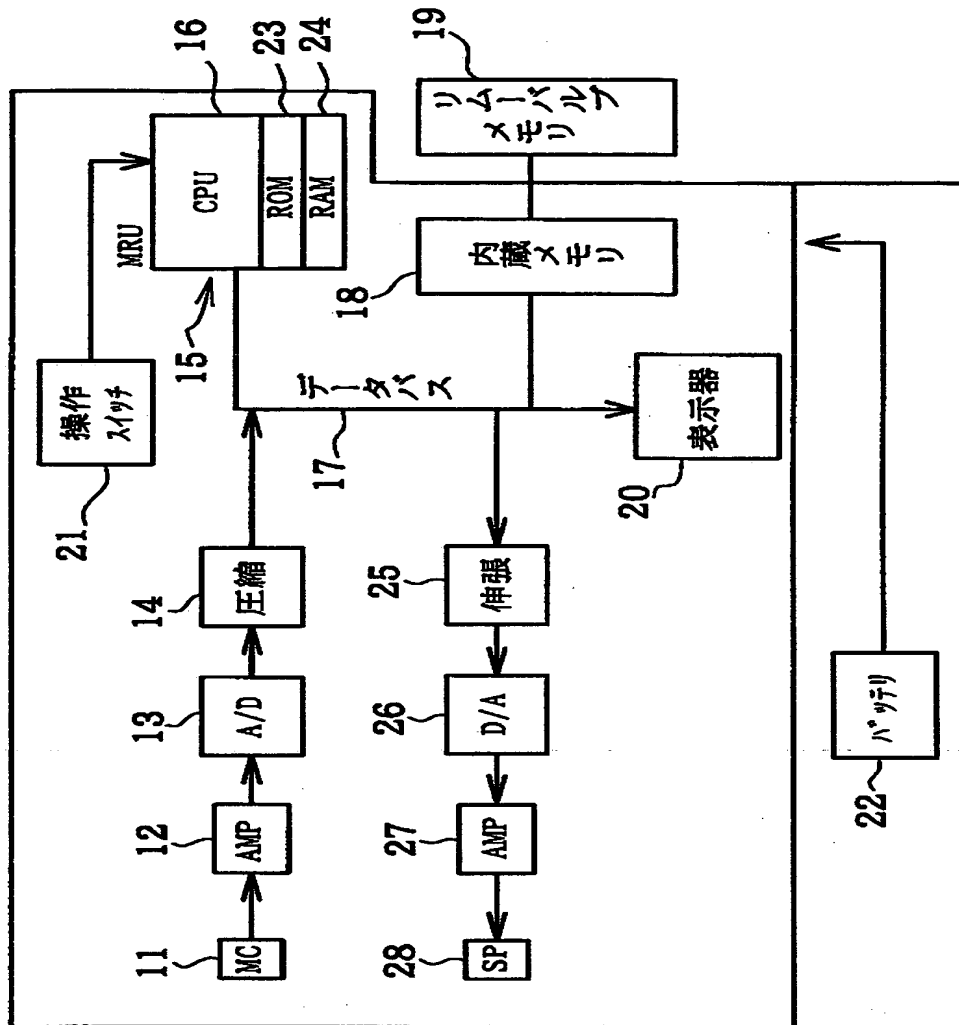 21
操作
スイッチ
MRU
11
12
13
14
15
16
23
24
MC
AMP
A/D
圧縮
CPU
ROM
RAM
17
データバス
18
内蔵メモリ
19
リムーバルブ
メモリ
28
27
26
25
SP
AMP
D/A
伸張
20
表示器
22
バッテリ